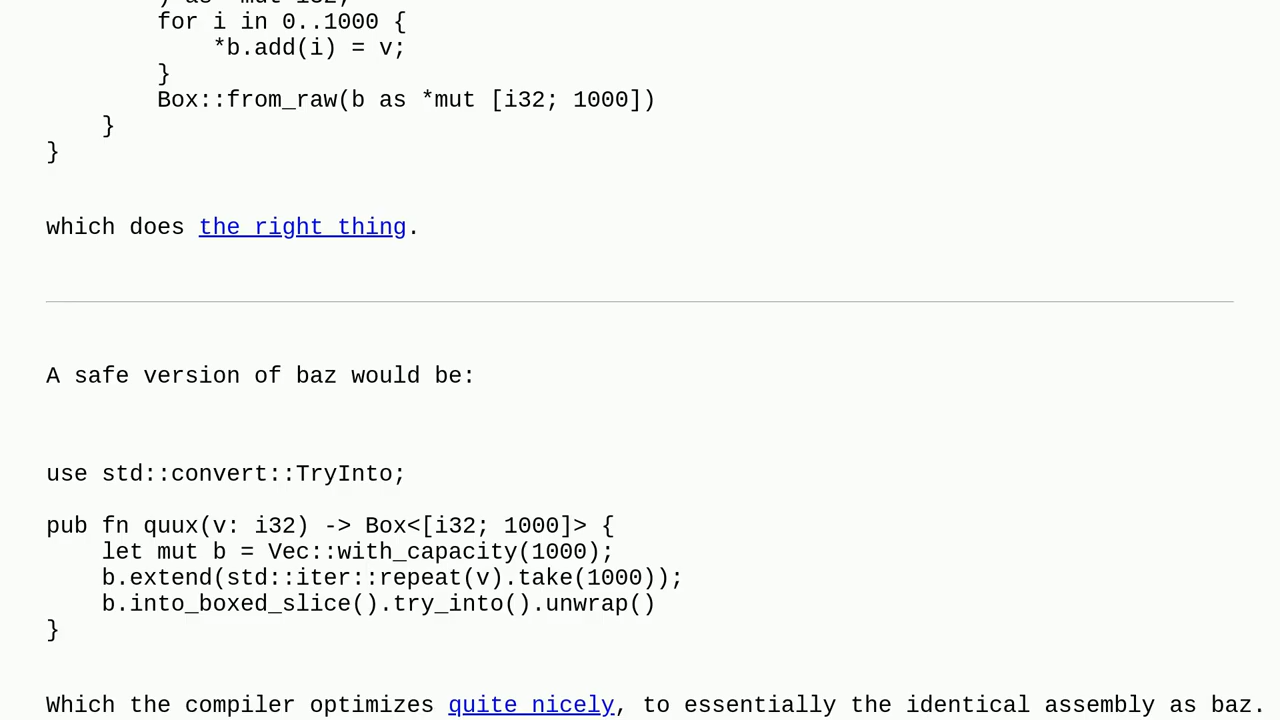 ) as *mut i32;
for i in 0..1000 {
*b.add(i) = v;
}
Box::from_raw(b as *mut [i32; 1000])
}
}
which does the right thing.
A safe version of baz would be:
use std::convert::TryInto;
pub fn quux(v: i32) -> Box<[i32; 1000]> {
let mut b = Vec::with_capacity(1000);
b.extend(std::iter::repeat(v).take(1000));
b.into_boxed_slice().try_into().unwrap()
}
Which the compiler optimizes quite nicely, to essentially the identical assembly as baz.